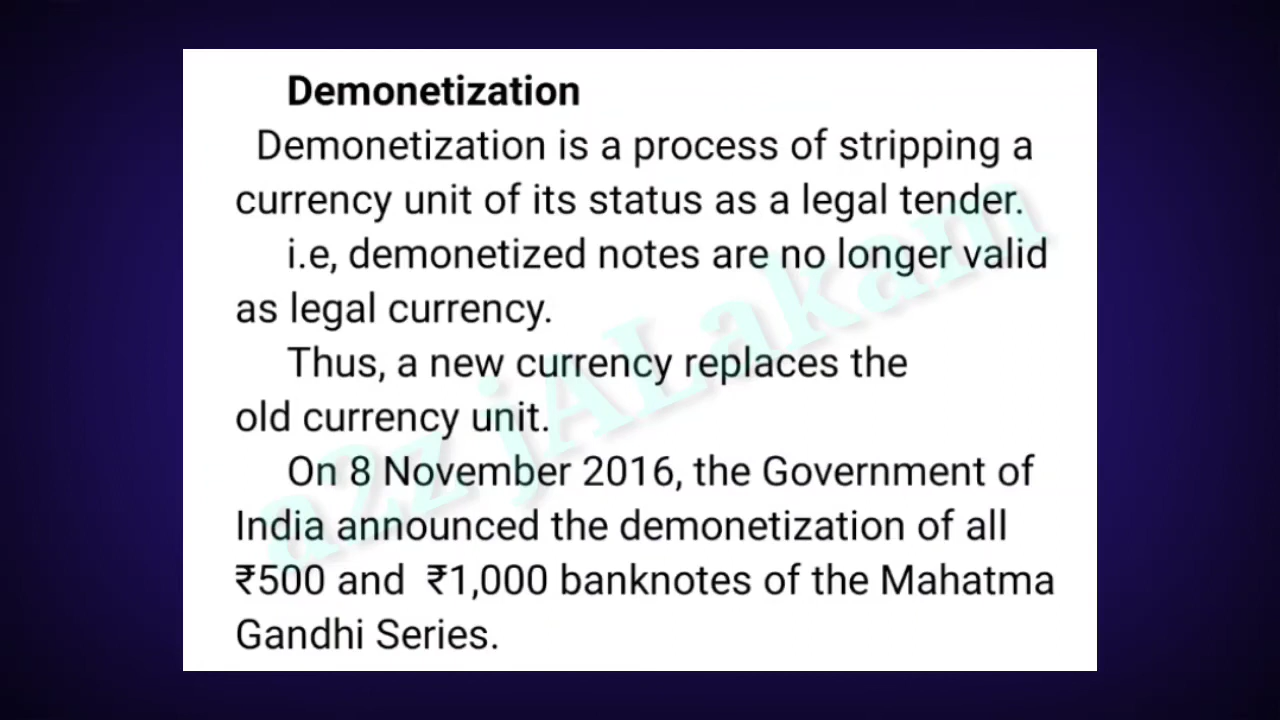 Demonetization
Demonetization is a process of stripping a
currency unit of its status as a legal tender.
i.e, demonetized notes are no longer valid
as legal currency.
Thus, a new currency replaces the
old currency unit.
On 8 November 2016, the Government of
India announced the demonetization of all
₹500 and ₹1,000 banknotes of the Mahatma
Gandhi Series.
a2z jALakam